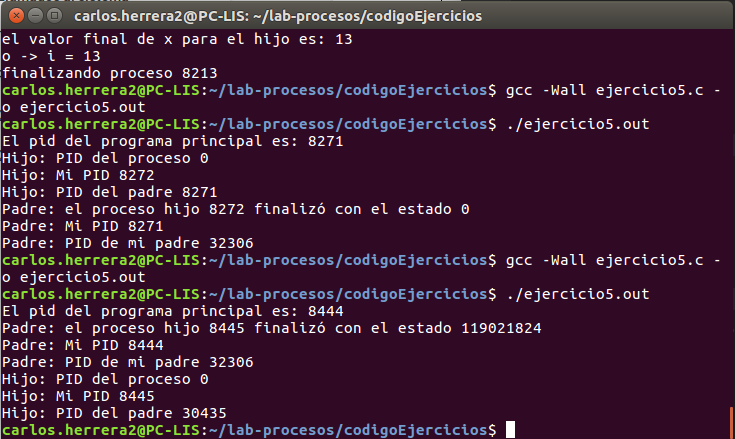 carlos.herrera2@PC-LIS: ~/lab-procesos/codigoEjercicios
el valor final de x para el hijo es: 13
o -> i = 13
finalizando proceso 8213
carlos.herrera2@PC-LIS:~/lab-procesos/codigoEjercicios$ gcc -Wall ejercicio5.c -
o ejercicio5.out
carlos.herrera2@PC-LIS:~/lab-procesos/codigoEjercicios$ ./ejercicio5.out
El pid del programa principal es: 8271
Hijo: PID del proceso 0
Hijo: Mi PID 8272
Hijo: PID del padre 8271
Padre: el proceso hijo 8272 finalizó con el estado 0
Padre: Mi PID 8271
Padre: PID de mi padre 32306
carlos.herrera2@PC-LIS:~/lab-procesos/codigoEjercicios$ gcc -Wall ejercicio5.c -
o ejercicio5.out
carlos.herrera2@PC-LIS:~/lab-procesos/codigoEjercicios$ ./ejercicio5.out
El pid del programa principal es: 8444
Padre: el proceso hijo 8445 finalizó con el estado 119021824
Padre: Mi PID 8444
Padre: PID de mi padre 32306
Hijo: PID del proceso 0
Hijo: Mi PID 8445
Hijo: PID del padre 30435
carlos.herrera2@PC-LIS:~/lab-procesos/codigoEjercicios$